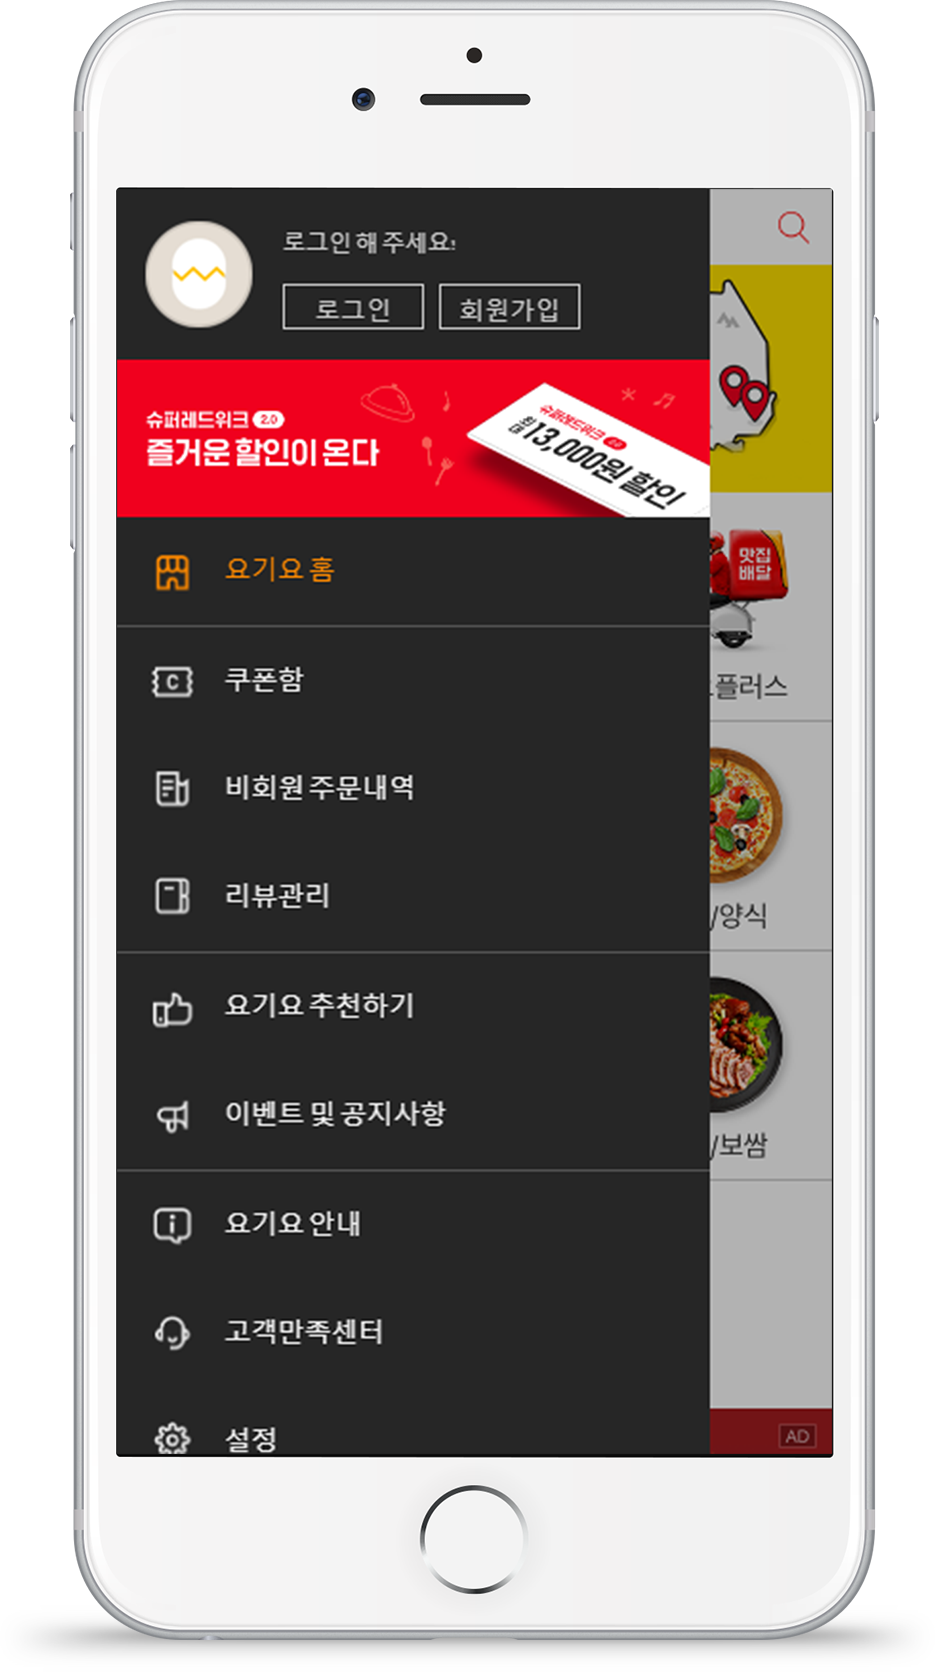 로그인 해 주세요!
로그인 회원가입
슈퍼레드위크 2.0
즐거운 할인이 온다
슈퍼레드위크 2.0
최대 13,000원 할인
요기요 홈
쿠폰함
비회원 주문내역
리뷰관리
요기요 추천하기
이벤트 및 공지사항
요기요 안내
고객만족센터
설정
맛집
배달
플러스
/양식
/보쌈
AD